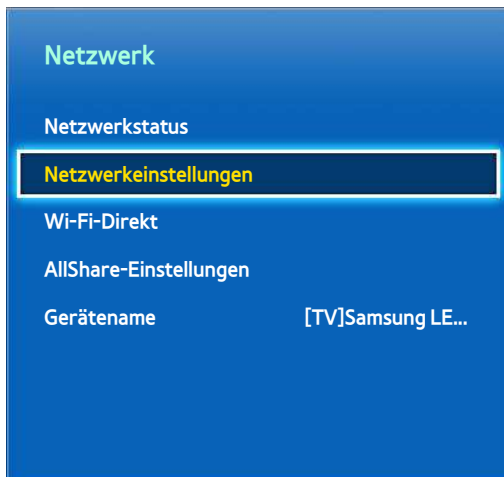 Netzwerk
Netzwerkstatus
Netzwerkeinstellungen
Wi-Fi-Direkt
AllShare-Einstellungen
Gerätename [TV]Samsung LE...